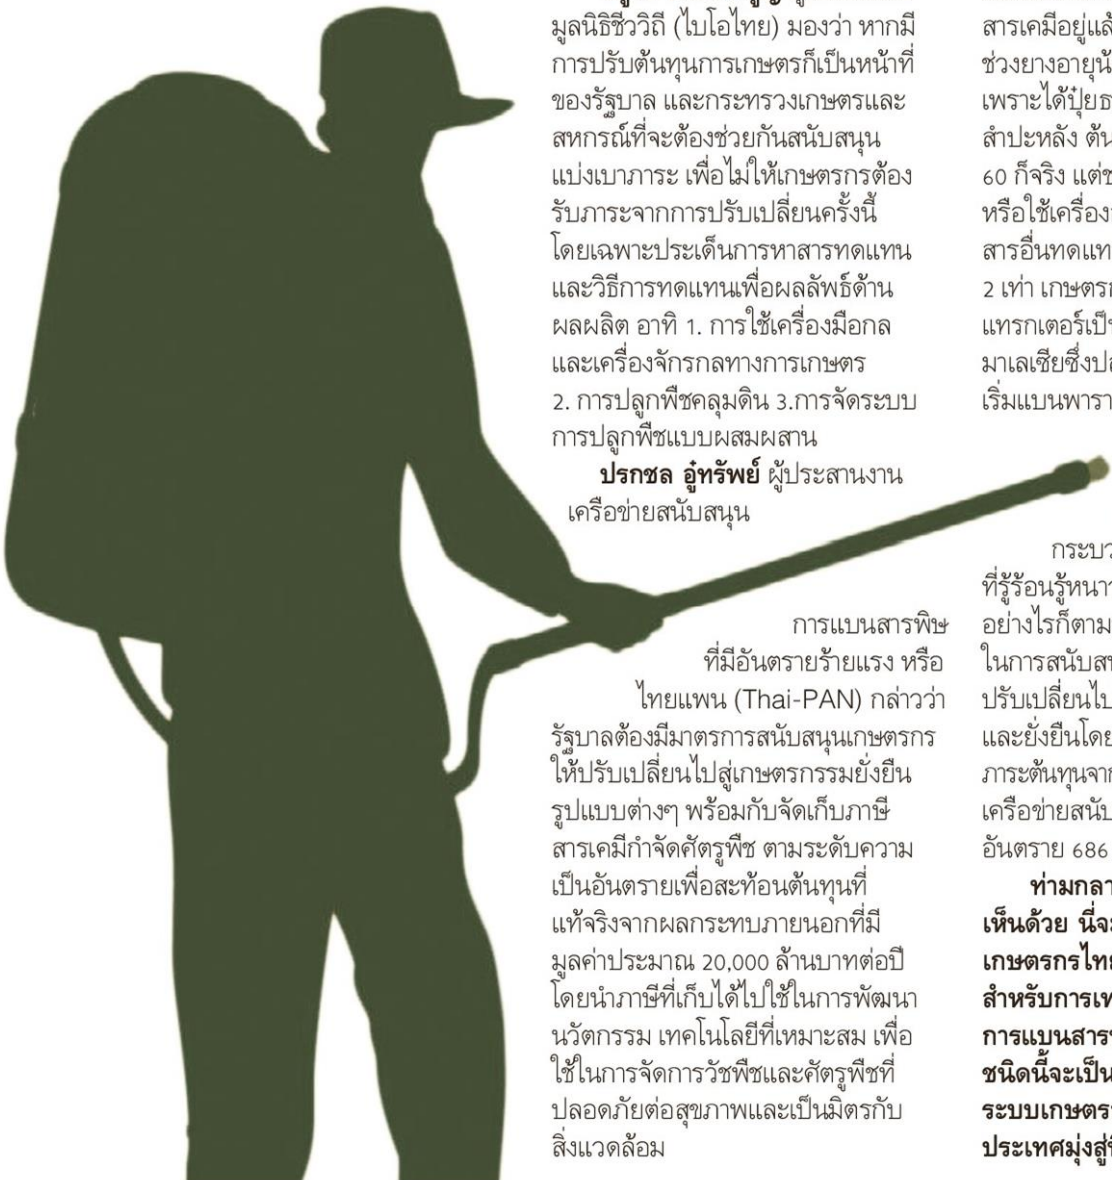 มูลนิธิชีววิถี (ไบโอไทย) มองว่า หากมี
การปรับต้นทุนการเกษตรก็เป็นหน้าที่
ของรัฐบาล และกระทรวงเกษตรและ
สหกรณ์ที่จะต้องช่วยกันสนับสนุน
แบ่งเบาภาระ เพื่อไม่ให้เกษตรกรต้อง
รับภาระจากการปรับเปลี่ยนครั้งนี้
โดยเฉพาะประเด็นการหาสารทดแทน
และวิธีการทดแทนเพื่อผลลัพธ์ด้าน
ผลผลิต อาทิ 1. การใช้เครื่องมือกล
และเครื่องจักรกลทางการเกษตร
2. การปลูกพืชคลุมดิน 3.การจัดระบบ
การปลูกพืชแบบผสมผสาน
ปรกชล อู๋ทรัพย์ ผู้ประสานงาน
เครือข่ายสนับสนุน
การแบนสารพิษ
ที่มีอันตรายร้ายแรง หรือ
ไทยแพน (Thai-PAN) กล่าวว่า
รัฐบาลต้องมีมาตรการสนับสนุนเกษตรกร
ให้ปรับเปลี่ยนไปสู่เกษตรกรรมยั่งยืน
รูปแบบต่างๆ พร้อมกับจัดเก็บภาษี
สารเคมีกำจัดศัตรูพืช ตามระดับความ
เป็นอันตรายเพื่อสะท้อนต้นทุนที่
แท้จริงจากผลกระทบภายนอกที่มี
มูลค่าประมาณ 20,000 ล้านบาทต่อปี
โดยนำภาษีที่เก็บได้ไปใช้ในการพัฒนา
นวัตกรรม เทคโนโลยีที่เหมาะสม เพื่อ
ใช้ในการจัดการวัชพืชและศัตรูพืชที่
ปลอดภัยต่อสุขภาพและเป็นมิตรกับ
สิ่งแวดล้อม
สารเคมีอยู่แล้
ช่วงยางอายุน้
เพราะได้ปุ๋ยธ
สำปะหลัง ต้น
60 ก็จริง แต่ช
หรือใช้เครื่อง
สารอื่นทดแท
2 เท่า เกษตรก
แทรกเตอร์เป็น
มาเลเซียซึ่งปล
เริ่มแบนพารา
กระบว
ที่รู้ร้อนรู้หนาว
อย่างไรก็ตาม
ในการสนับสน
ปรับเปลี่ยนไป
และยั่งยืนโดย
ภาระต้นทุนจาก
เครือข่ายสนับ
อันตราย 686
ท่ามกลา
เห็นด้วย นี่จะ
เกษตรกรไทย
สำหรับการเท
การแบนสาร
ชนิดนี้จะเป็น
ระบบเกษตร
ประเทศมุ่งสู่